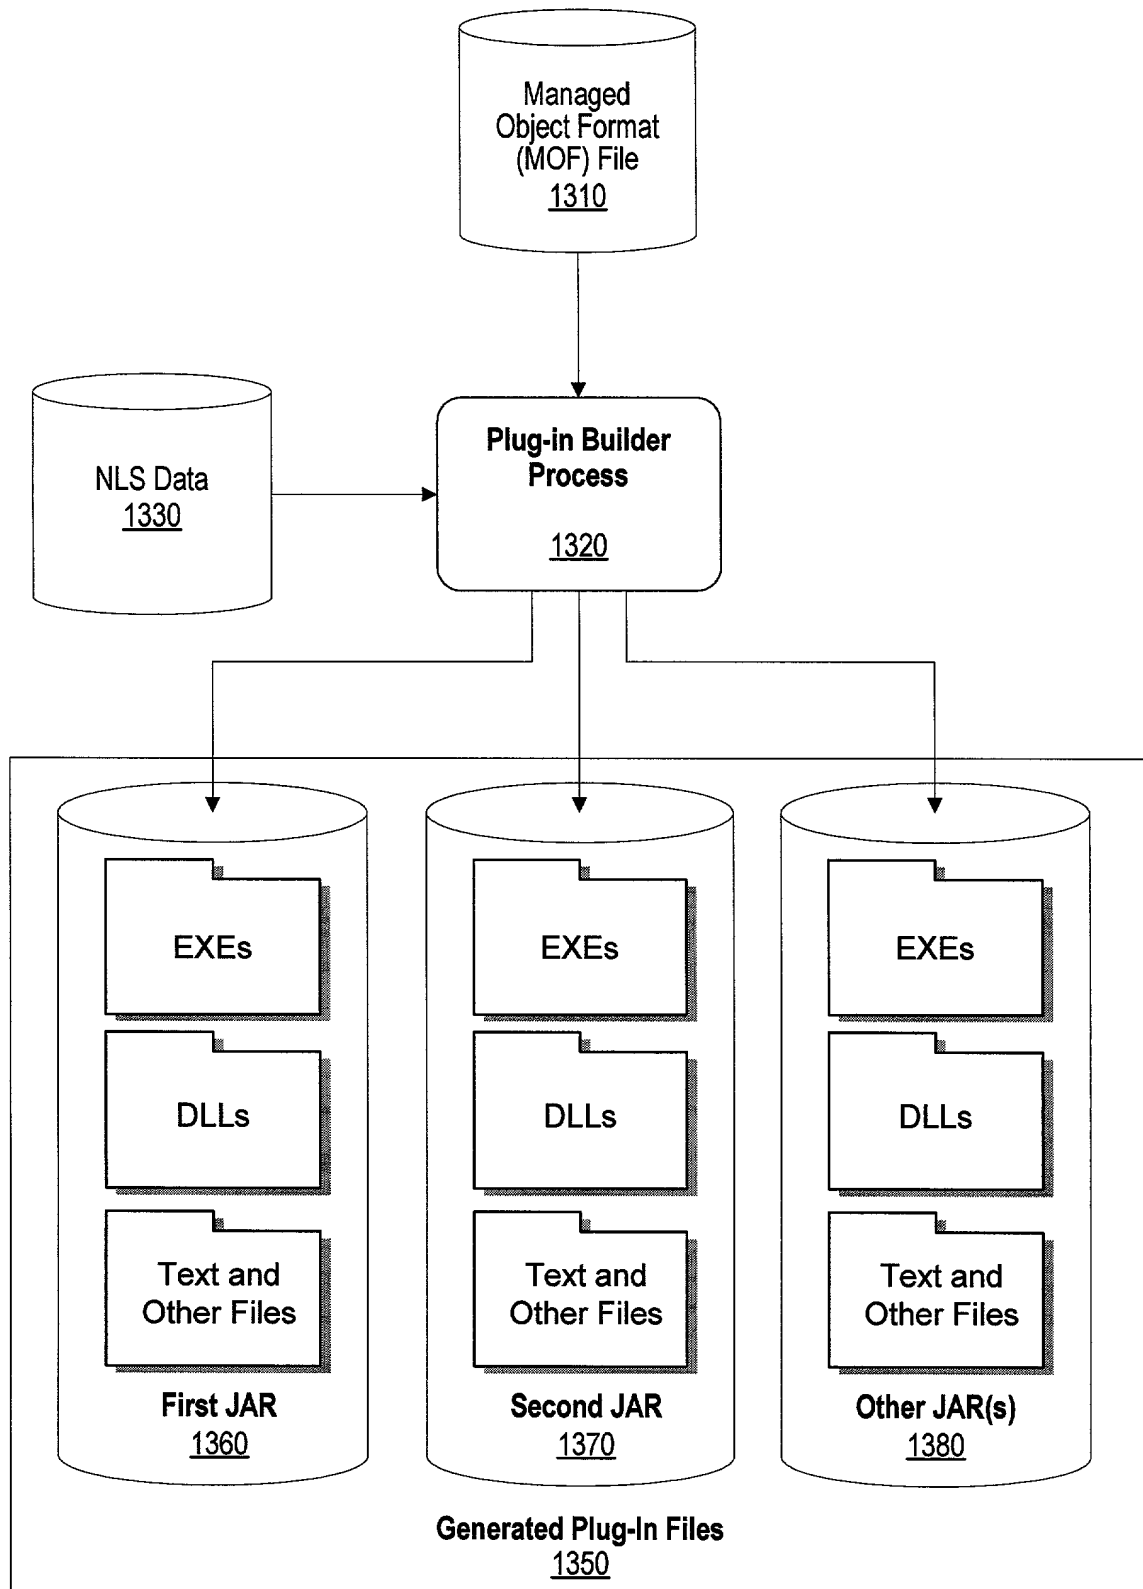 Managed
Object Format
(MOF) File
1310
NLS Data
1330
Plug-in Builder
Process
1320
EXEs
DLLs
Text and
Other Files
First JAR
1360
EXEs
DLLs
Text and
Other Files
Second JAR
1370
EXEs
DLLs
Text and
Other Files
Other JAR(s)
1380
Generated Plug-In Files
1350